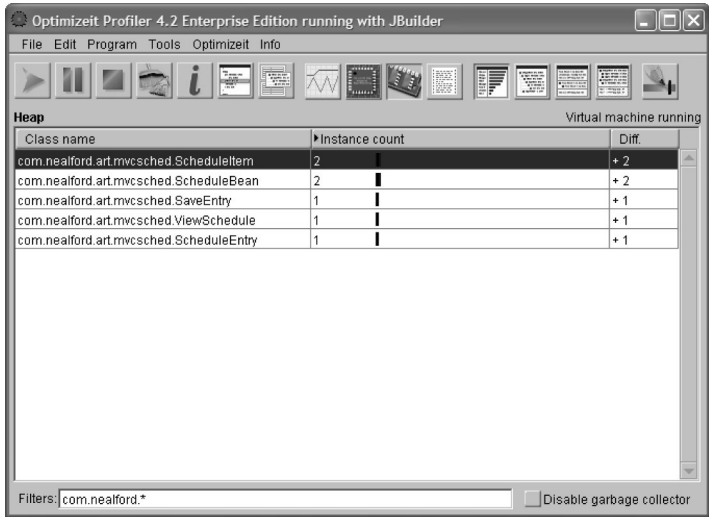 Optimizeit Profiler 4.2 Enterprise Edition running with JBuilder
File Edit Program Tools Optimizeit Info
Heap Virtual machine running
Class name Instance count Diff.
com.nealford.art.mvcsched.ScheduleItem 2 + 2
com.nealford.art.mvcsched.ScheduleBean 2 + 2
com.nealford.art.mvcsched.SaveEntry 1 + 1
com.nealford.art.mvcsched.ViewSchedule 1 + 1
com.nealford.art.mvcsched.ScheduleEntry 1 + 1
Filters: com.nealford.* Disable garbage collector